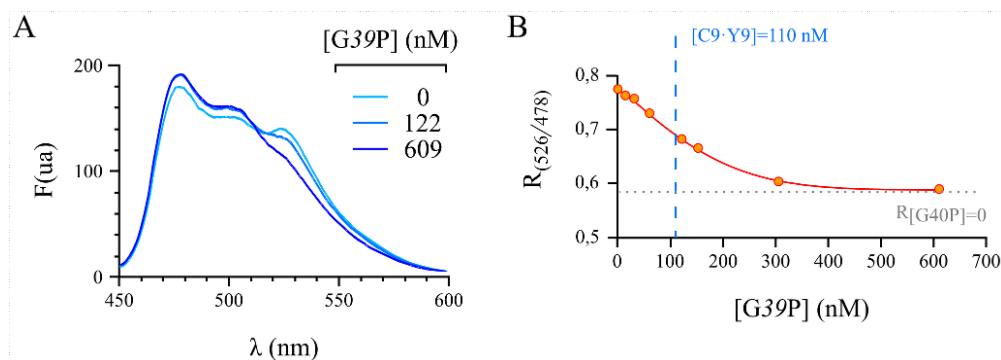 A
[G39P] (nM)
0
122
609
200
100
0
F(ua)
450
500
550
600
λ (nm)
B
[C9·Y9]=110 nM
0,8
0,7
0,6
0,5
R(526/478)
R[G40P]=0
0
100
200
300
400
500
600
700
[G39P] (nM)